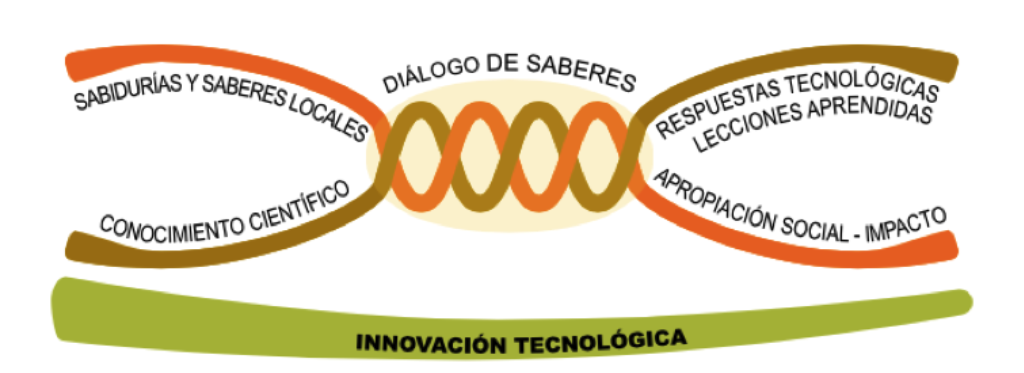 DIÁLOGO DE SABERES
SABIDURÍAS Y SABERES LOCALES
RESPUESTAS TECNOLÓGICAS
LECCIONES APRENDIDAS
CONOCIMIENTO CIENTÍFICO
APROPIACIÓN SOCIAL - IMPACTO
INNOVACIÓN TECNOLÓGICA